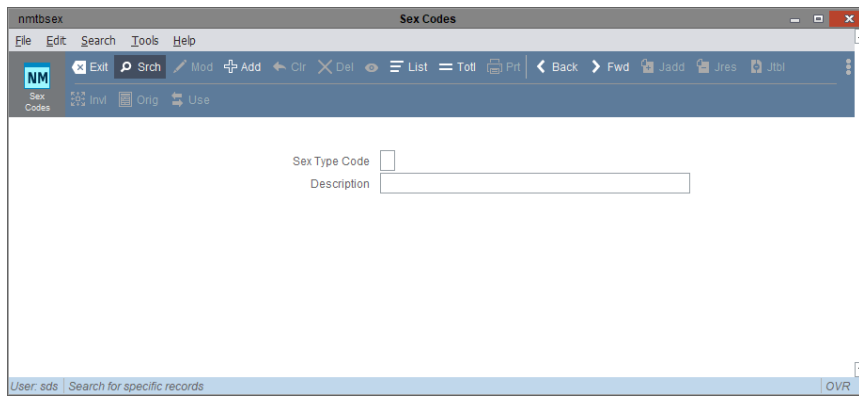 nmtbsex Sex Codes
File Edit Search Tools Help
NM Exit Srch Mod Add Clr Del List Totl Prt Back Fwd Jadd Jres Jtbl
Sex Codes
Invl Orig Use
Sex Type Code
Description
User: sds Search for specific records OVR